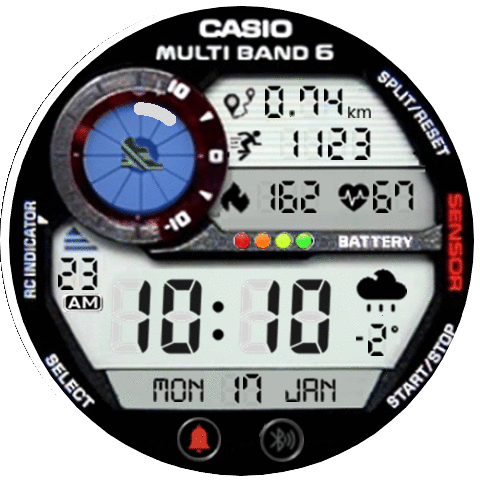 CASIO
MULTI BAND 6
10
0
-10
SPLIT/RESET
0.74 km
1123
162
67
RC INDICATOR
BATTERY
SENSOR
23
AM
10:10
-2°
MON 17 JAN
SELECT
START/STOP